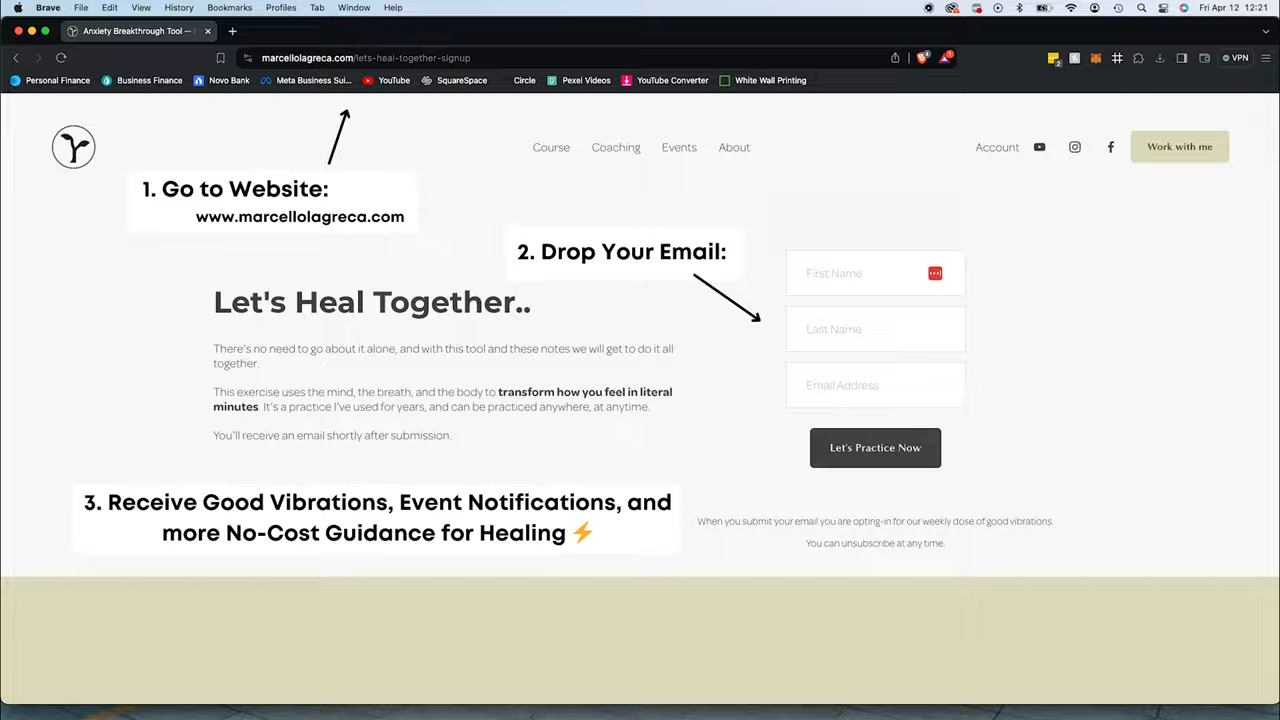 Brave File Edit View History Bookmarks Profiles Tab Window Help Fri Apr 12 12:21
Anxiety Breakthrough Tool —
marcellolagreca.com/lets-heal-together-signup
VPN
Personal Finance Business Finance Novo Bank Meta Business Sui... YouTube SquareSpace Circle Pexel Videos YouTube Converter White Wall Printing
Course Coaching Events About Account Work with me
1. Go to Website:
www.marcellolagreca.com
2. Drop Your Email:
First Name
Last Name
Email Address
Let's Practice Now
Let's Heal Together..
There's no need to go about it alone, and with this tool and these notes we will get to do it all
together.
This exercise uses the mind, the breath, and the body to transform how you feel in literal
minutes. It's a practice I've used for years, and can be practiced anywhere, at anytime.
You'll receive an email shortly after submission.
3. Receive Good Vibrations, Event Notifications, and
more No-Cost Guidance for Healing ⚡
When you submit your email you are opting-in for our weekly dose of good vibrations.
You can unsubscribe at any time.